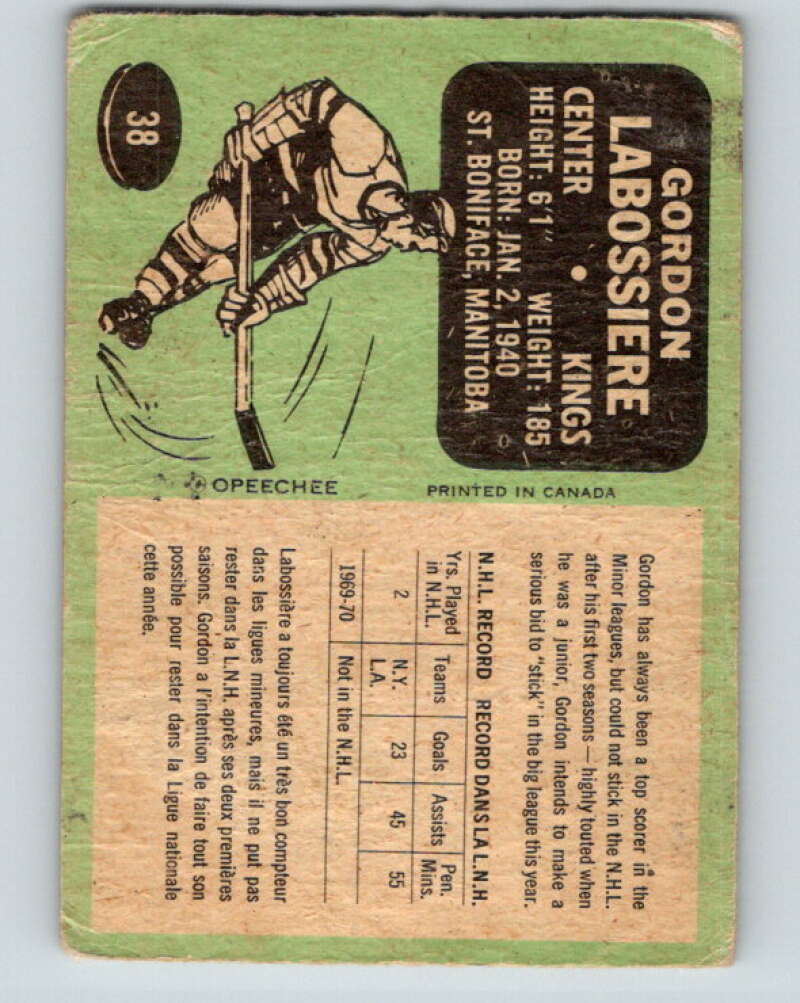 GORDON
LABOSSIERE
CENTER • KINGS
HEIGHT: 6'1" WEIGHT: 185
BORN: JAN. 2, 1940
ST. BONIFACE, MANITOBA
38
OPEECHEE
PRINTED IN CANADA
Gordon has always been a top scorer in the
Minor leagues, but could not stick in the N.H.L.
after his first two seasons — highly touted when
he was a junior, Gordon intends to make a
serious bid to "stick" in the big league this year.
N.H.L. RECORD RECORD DANS LA L.N.H.
Yrs. Played in N.H.L. Teams Goals Assists Pen. Mins.
2 N.Y. L.A. 23 45 55
1969-70 Not in the N.H.L.
Labossière a toujours été un très bon compteur
dans les ligues mineures, mais il ne put pas
rester dans la L.N.H. après ses deux premières
saisons. Gordon a l'intention de faire tout son
possible pour rester dans la Ligue nationale
cette année.